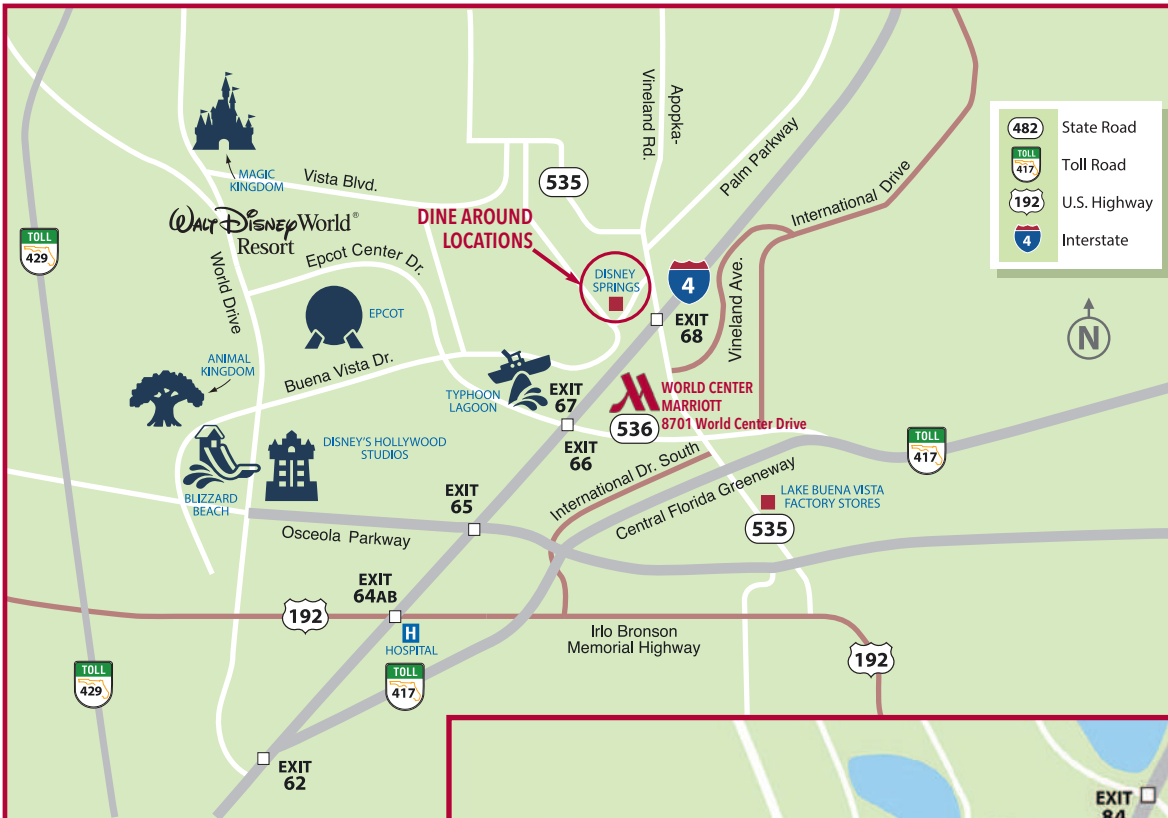 MAGIC
KINGDOM
Vista Blvd.
Walt Disney World®
Resort
TOLL
429
World Drive
Epcot Center Dr.
EPCOT
ANIMAL
KINGDOM
Buena Vista Dr.
DISNEY'S HOLLYWOOD
STUDIOS
BLIZZARD
BEACH
TYPHOON
LAGOON
DINE AROUND
LOCATIONS
DISNEY
SPRINGS
535
Apopka-
Vineland Rd.
Palm Parkway
International Drive
Vineland Ave.
4
EXIT
68
EXIT
67
EXIT
66
WORLD CENTER
MARRIOTT
8701 World Center Drive
536
International Dr. South
Central Florida Greeneway
TOLL
417
LAKE BUENA VISTA
FACTORY STORES
535
EXIT
65
Osceola Parkway
EXIT
64AB
192
H
HOSPITAL
Irlo Bronson
Memorial Highway
192
TOLL
429
TOLL
417
EXIT
62
482 State Road
TOLL
417 Toll Road
192 U.S. Highway
4 Interstate
N
EXIT
84